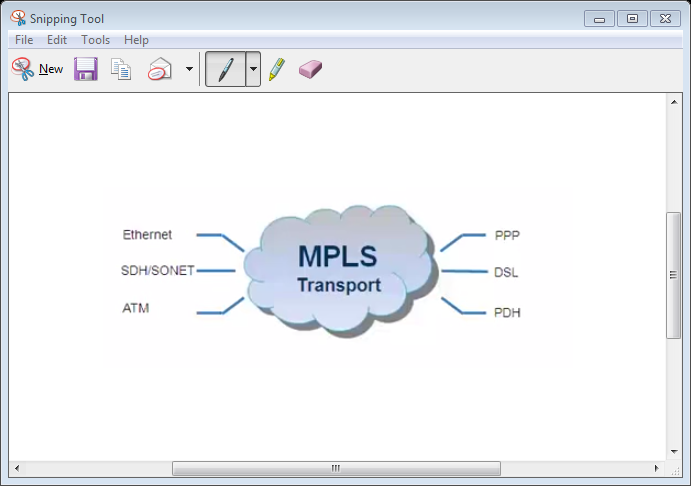 Snipping Tool
File Edit Tools Help
New
Ethernet
SDH/SONET
ATM
MPLS
Transport
PPP
DSL
PDH